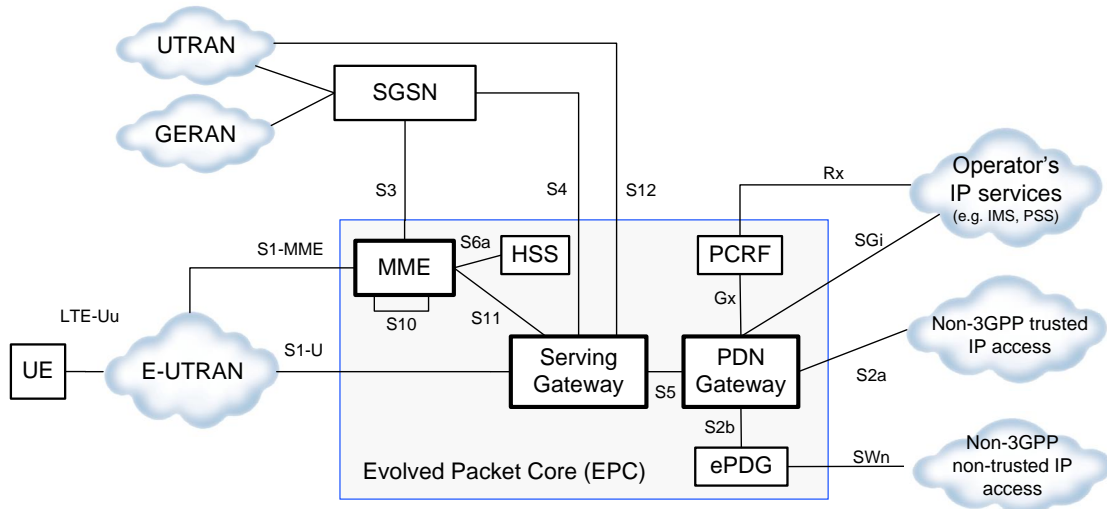 UTRAN
SGSN
GERAN
Operator's
IP services
(e.g. IMS, PSS)
Rx
S3
S4
S12
SGi
S1-MME
S6a
HSS
PCRF
MME
S10
S11
Gx
LTE-Uu
Non-3GPP trusted
IP access
UE
E-UTRAN
S1-U
Serving
Gateway
S5
PDN
Gateway
S2a
S2b
Evolved Packet Core (EPC)
ePDG
SWn
Non-3GPP
non-trusted IP
access